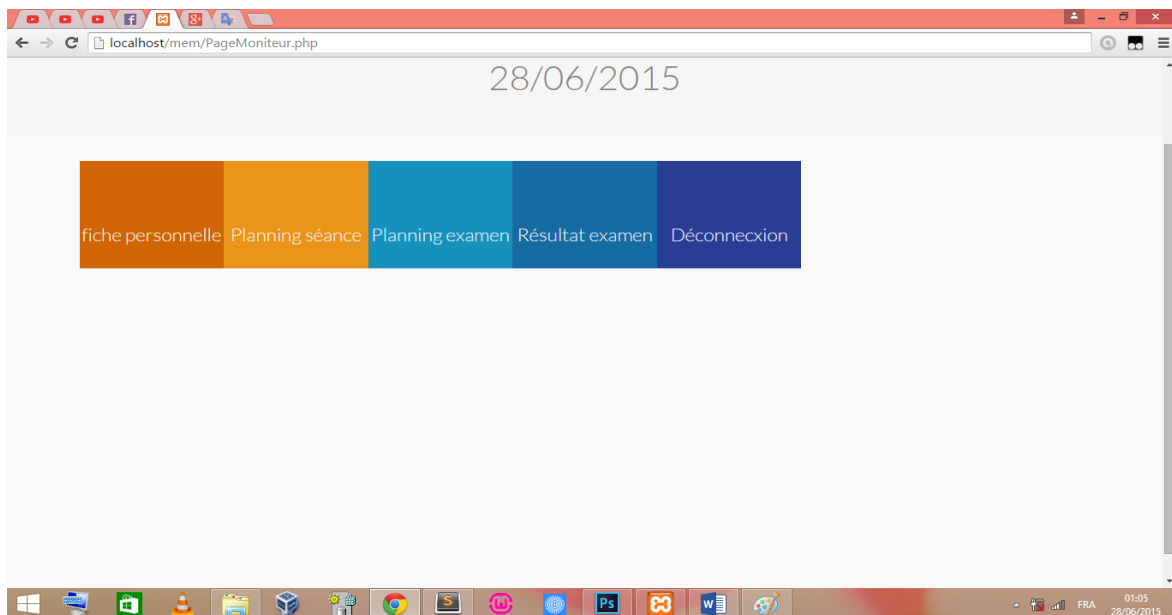 localhost/mem/PageMoniteur.php
28/06/2015
fiche personnelle Planning séance Planning examen Résultat examen Déconnecxion
FRA 01:05
28/06/2015